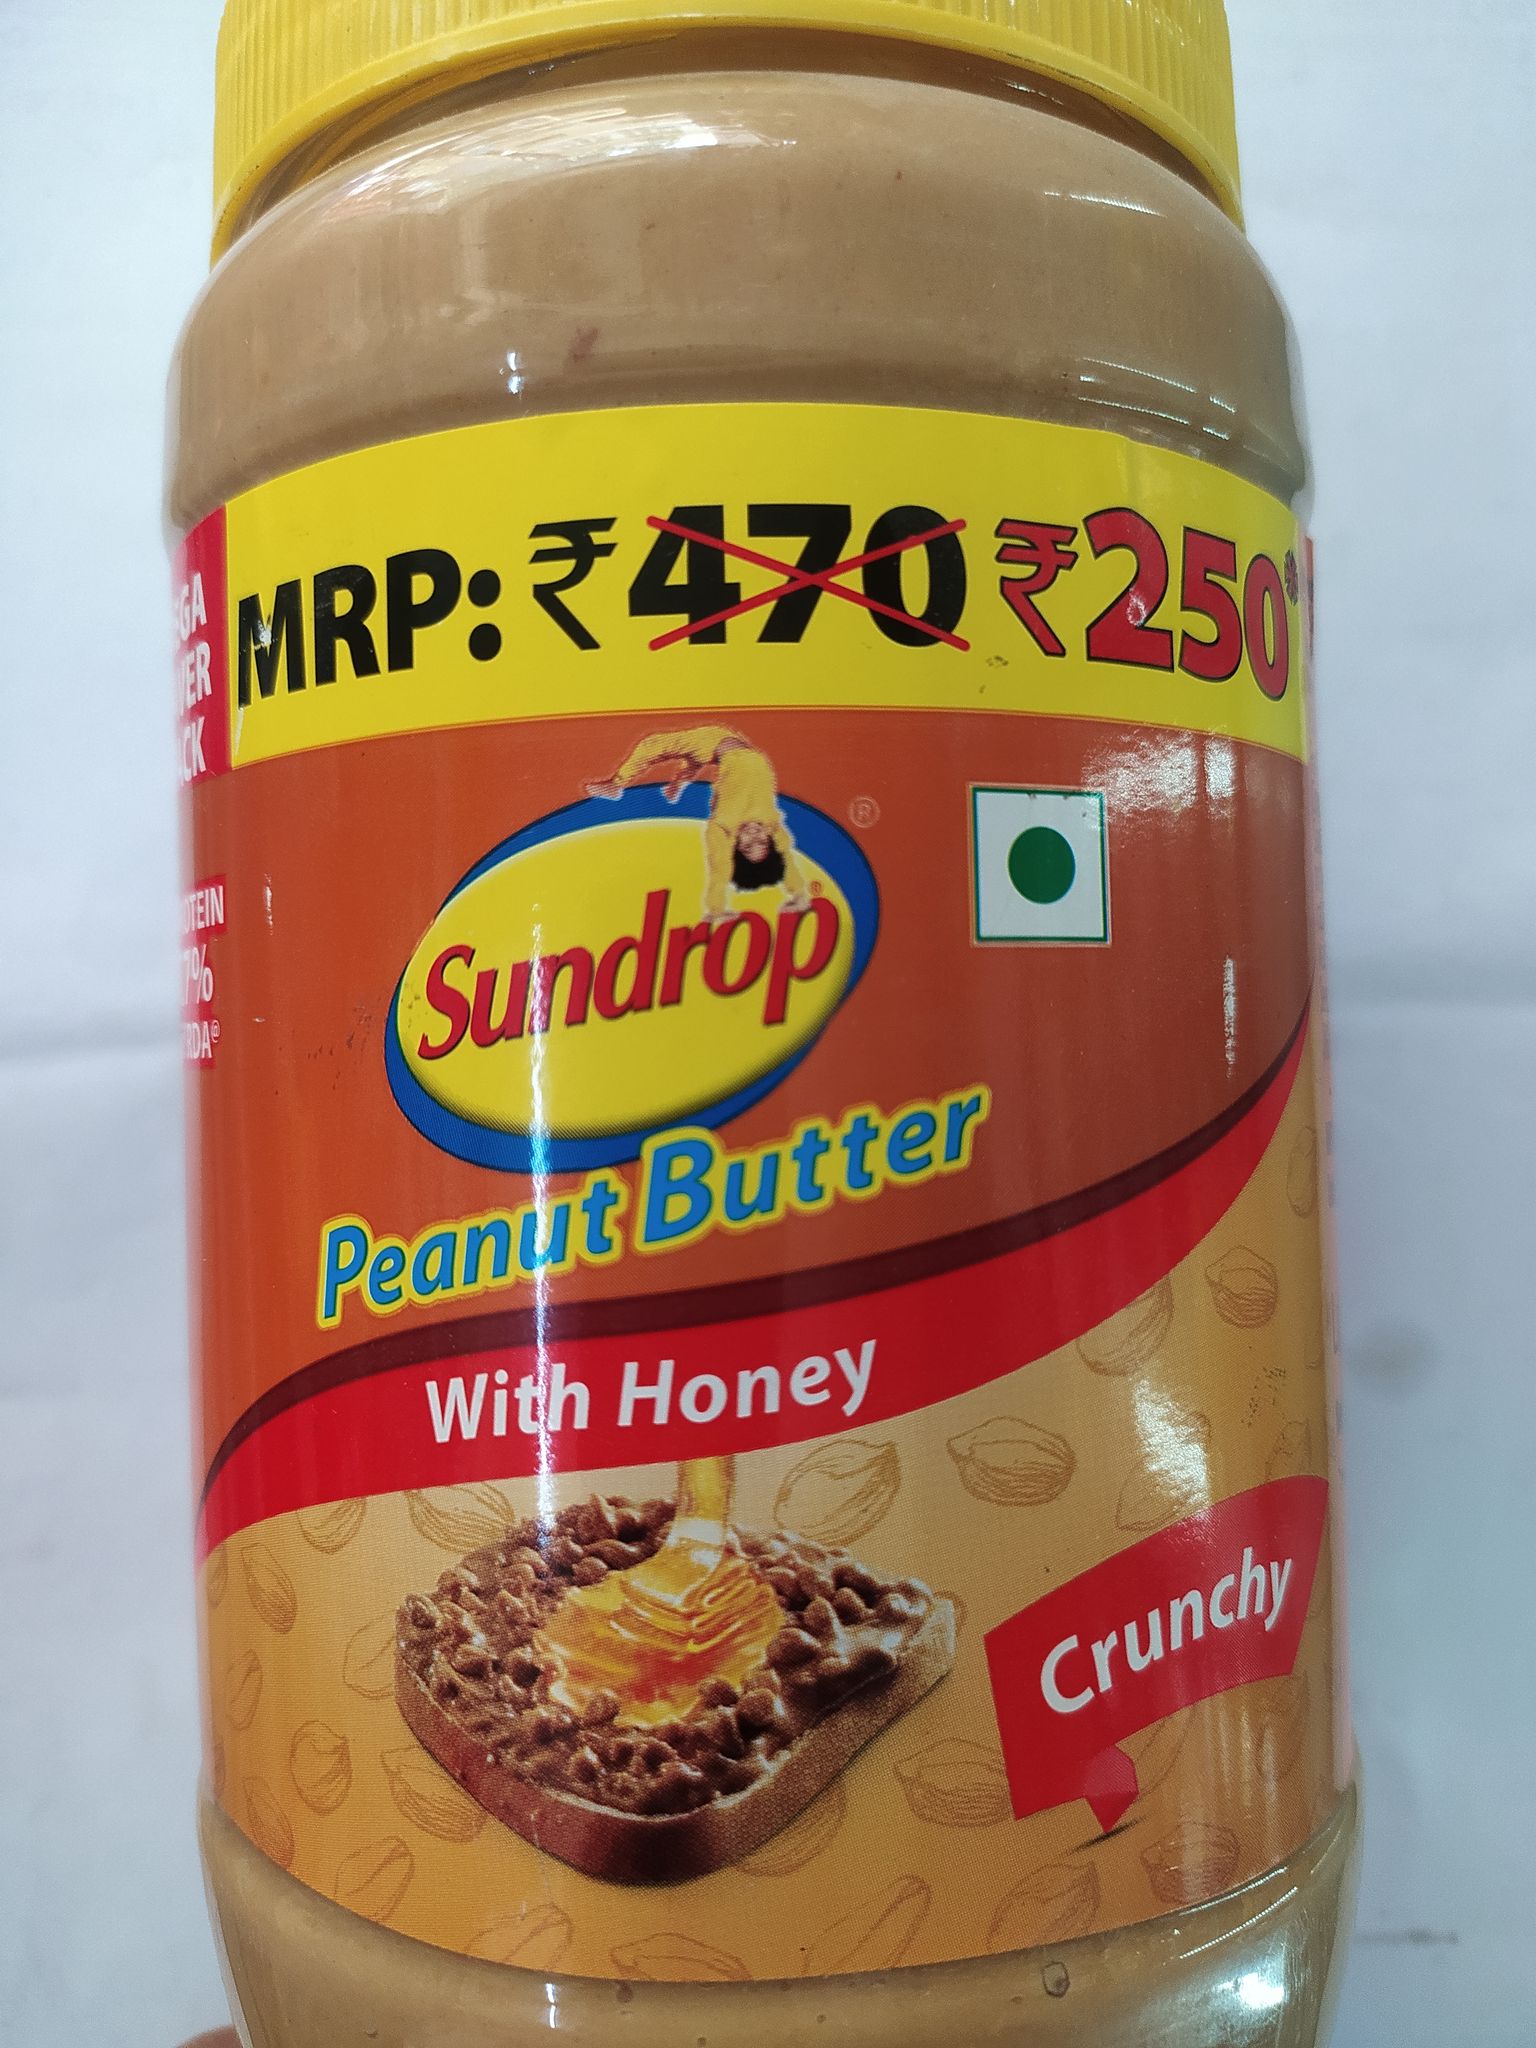 MRP: ₹470 ₹250*
Sundrop®
®
Peanut Butter
With Honey
Crunchy